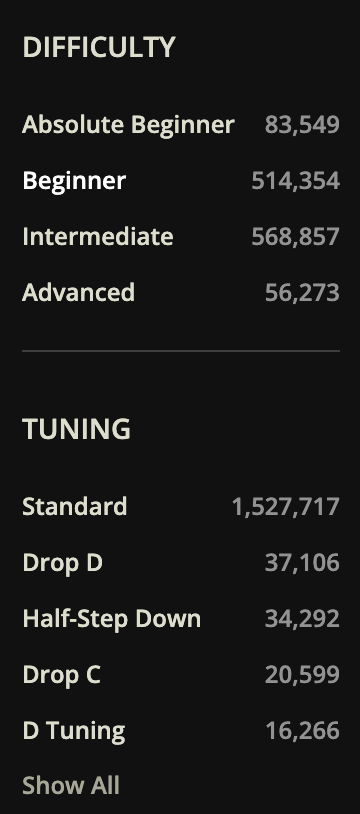 DIFFICULTY
Absolute Beginner 83,549
Beginner 514,354
Intermediate 568,857
Advanced 56,273
TUNING
Standard 1,527,717
Drop D 37,106
Half-Step Down 34,292
Drop C 20,599
D Tuning 16,266
Show All